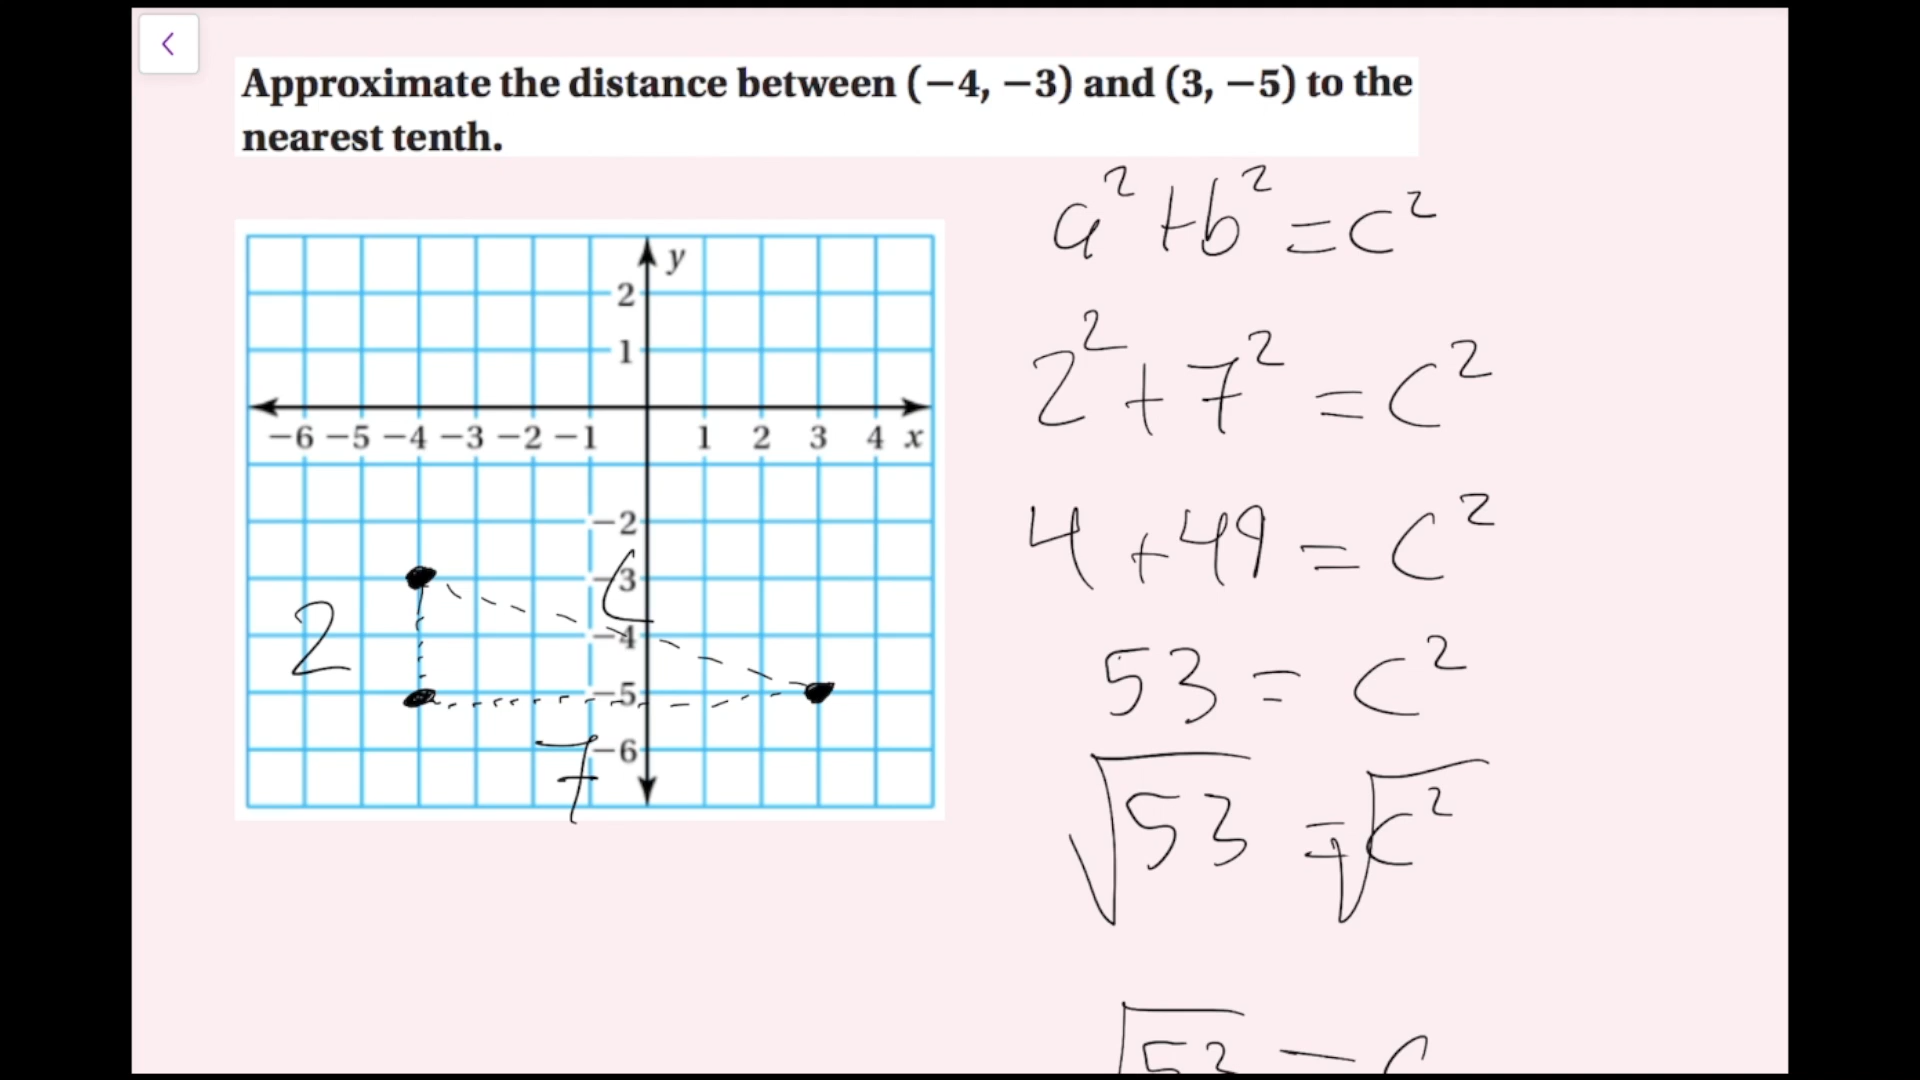 Approximate the distance between (−4, −3) and (3, −5) to the
nearest tenth.
a² + b² = c²
y
2
1
−6 −5 −4 −3 −2 −1 1 2 3 4 x
2² + 7² = c²
−2
4 + 49 = c²
−3
c
−4
2
53 = c²
−5
−6
7
√53 = √c²
√53 = c